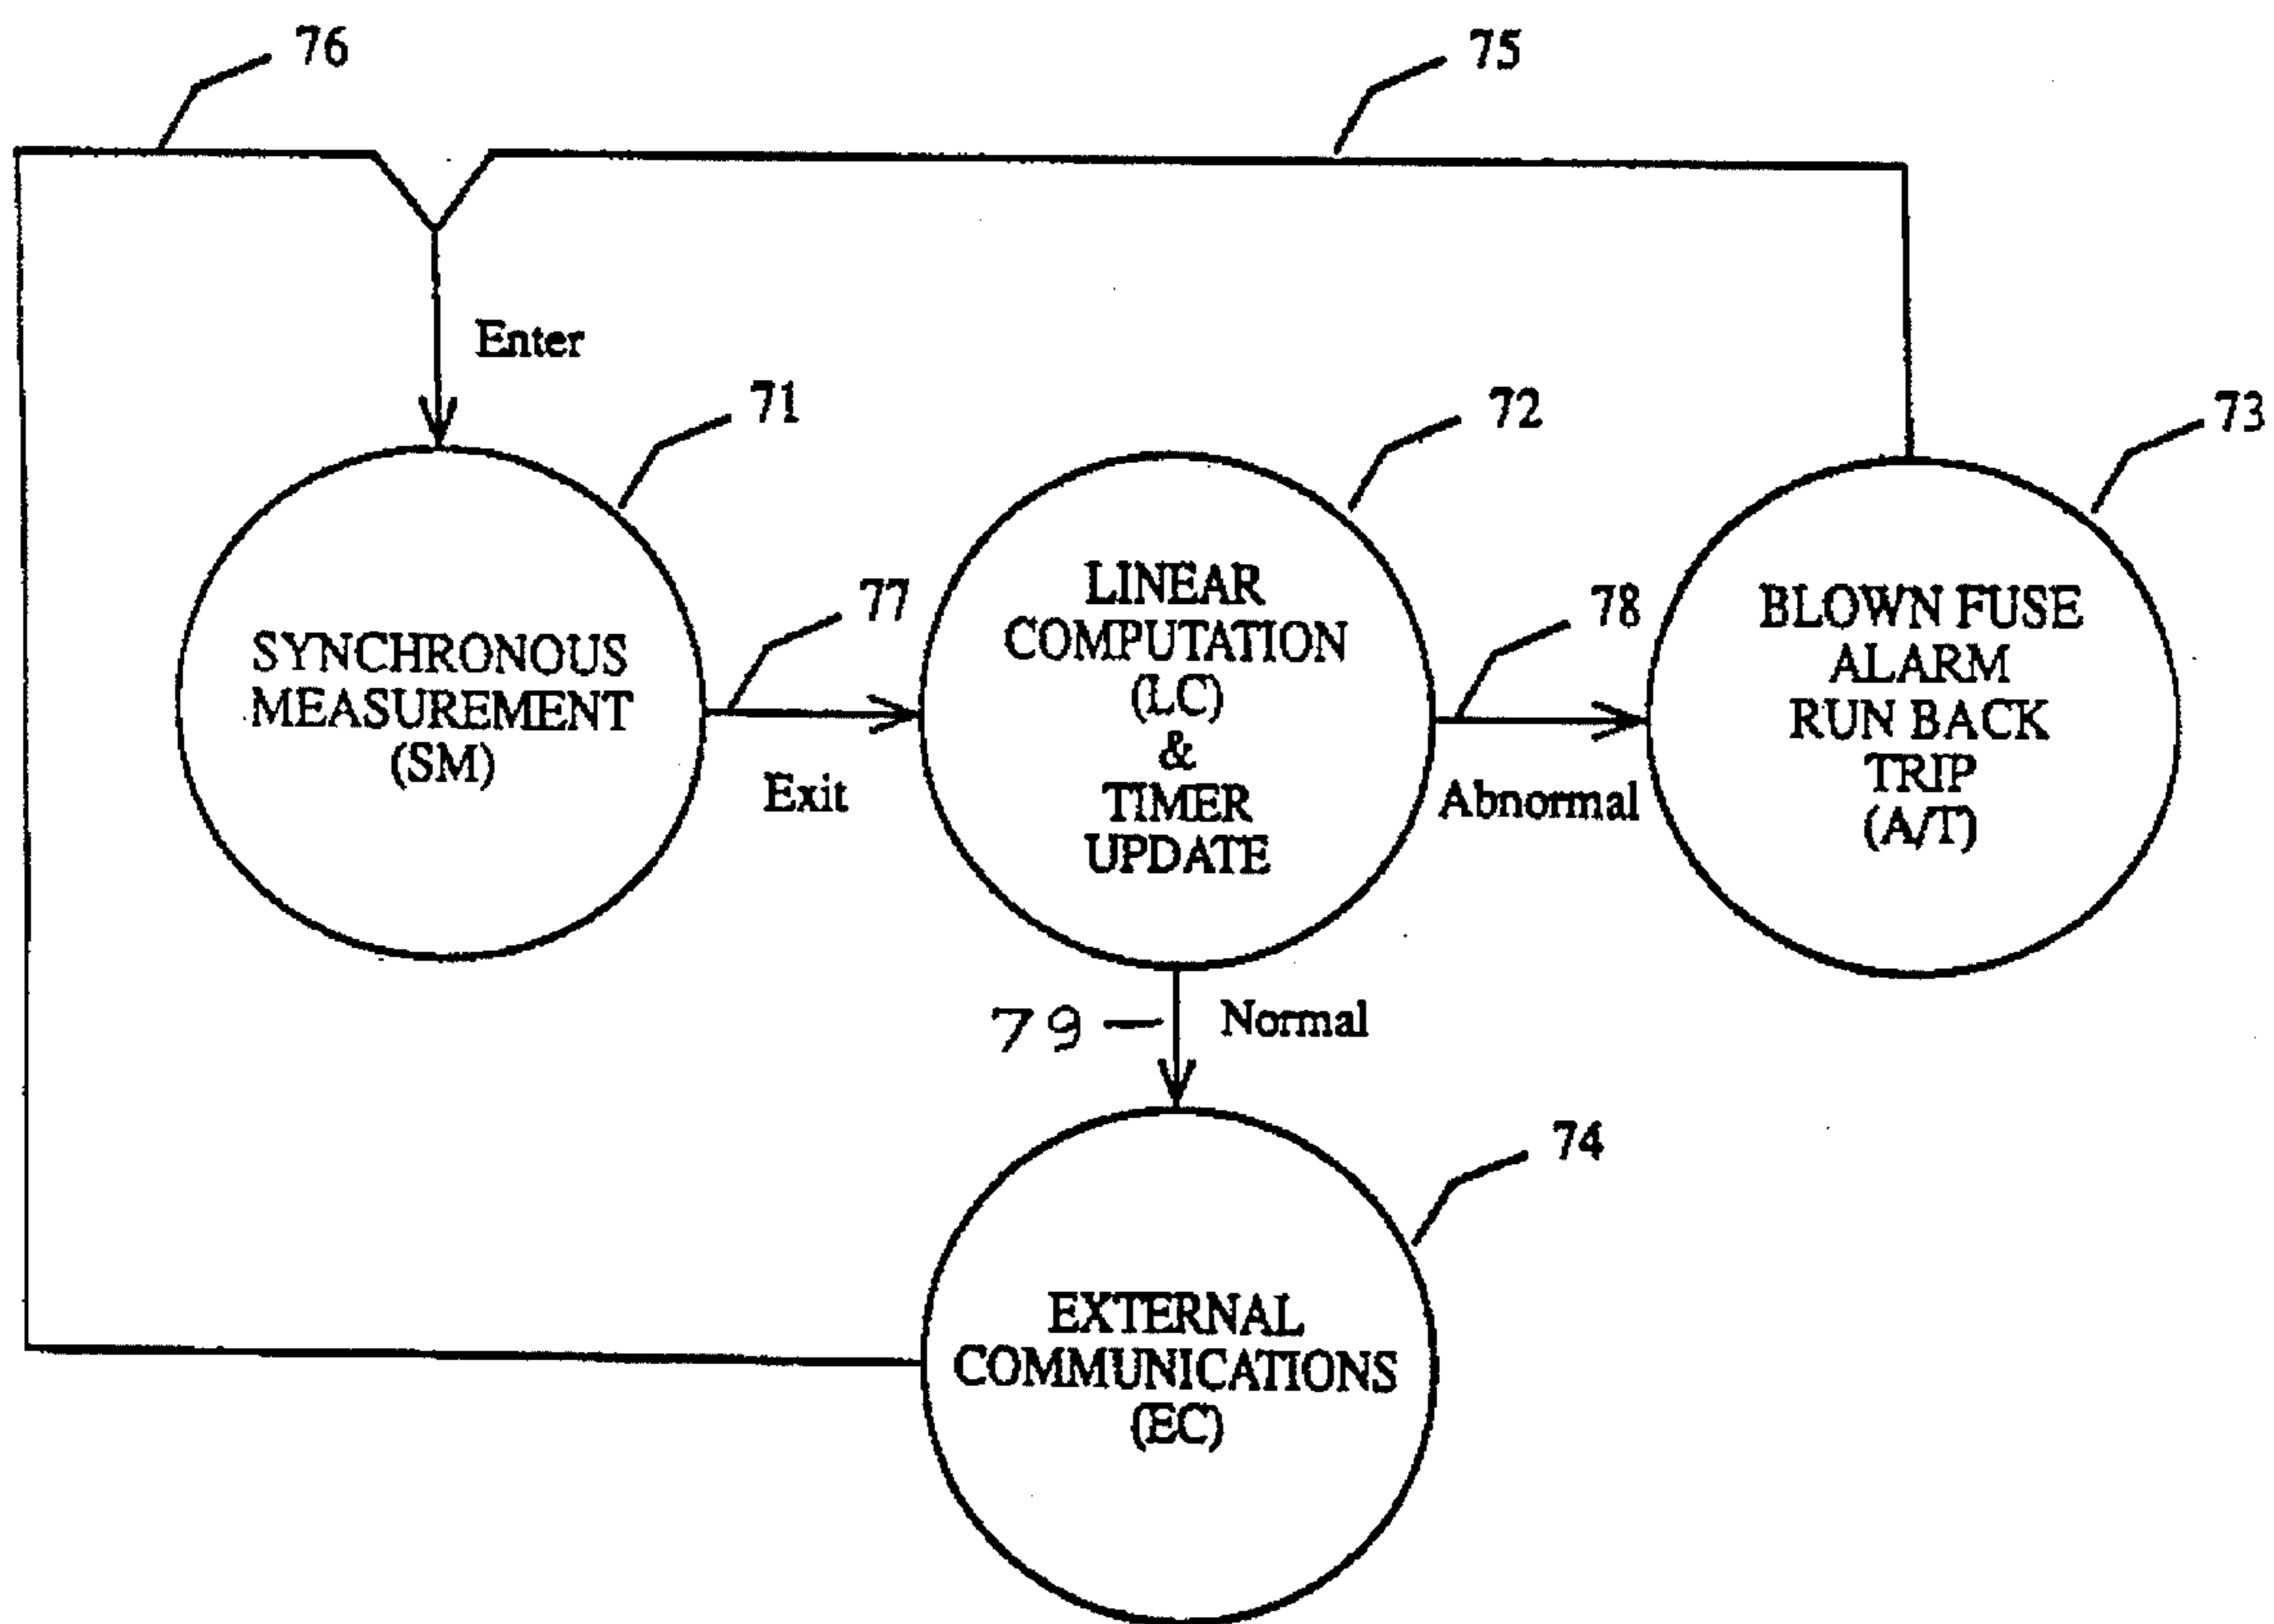 76
75
Enter
71
72
73
SYNCHRONOUS
MEASUREMENT
(SM)
77
Exit
LINEAR
COMPUTATION
(LC)
&
TIMER
UPDATE
78
Abnormal
BLOWN FUSE
ALARM
RUN BACK
TRIP
(A/T)
79
Normal
74
EXTERNAL
COMMUNICATIONS
(EC)